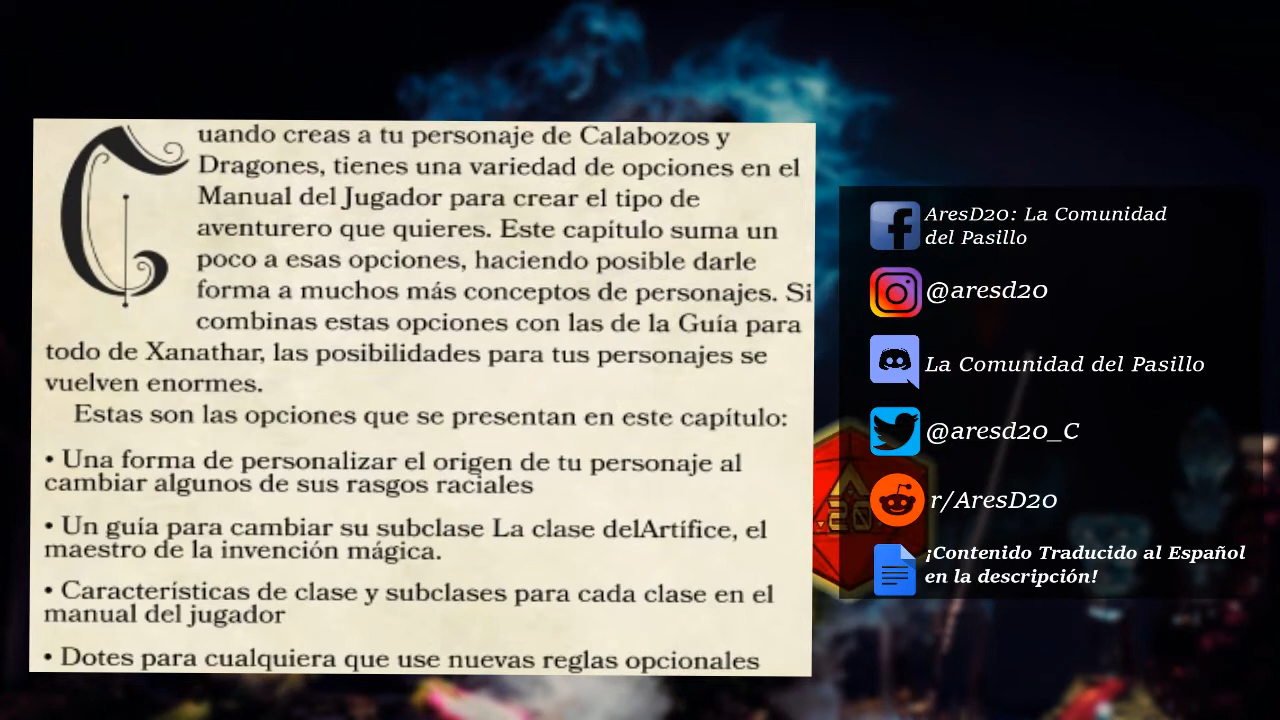 Cuando creas a tu personaje de Calabozos y
Dragones, tienes una variedad de opciones en el
Manual del Jugador para crear el tipo de
aventurero que quieres. Este capítulo suma un
poco a esas opciones, haciendo posible darle
forma a muchos más conceptos de personajes. Si
combinas estas opciones con las de la Guía para
todo de Xanathar, las posibilidades para tus personajes se
vuelven enormes.
Estas son las opciones que se presentan en este capítulo:
• Una forma de personalizar el origen de tu personaje al
cambiar algunos de sus rasgos raciales
• Un guía para cambiar su subclase La clase delArtífice, el
maestro de la invención mágica.
• Características de clase y subclases para cada clase en el
manual del jugador
• Dotes para cualquiera que use nuevas reglas opcionales
AresD20: La Comunidad
del Pasillo
@aresd20
La Comunidad del Pasillo
@aresd20_C
r/AresD20
¡Contenido Traducido al Español
en la descripción!
.20